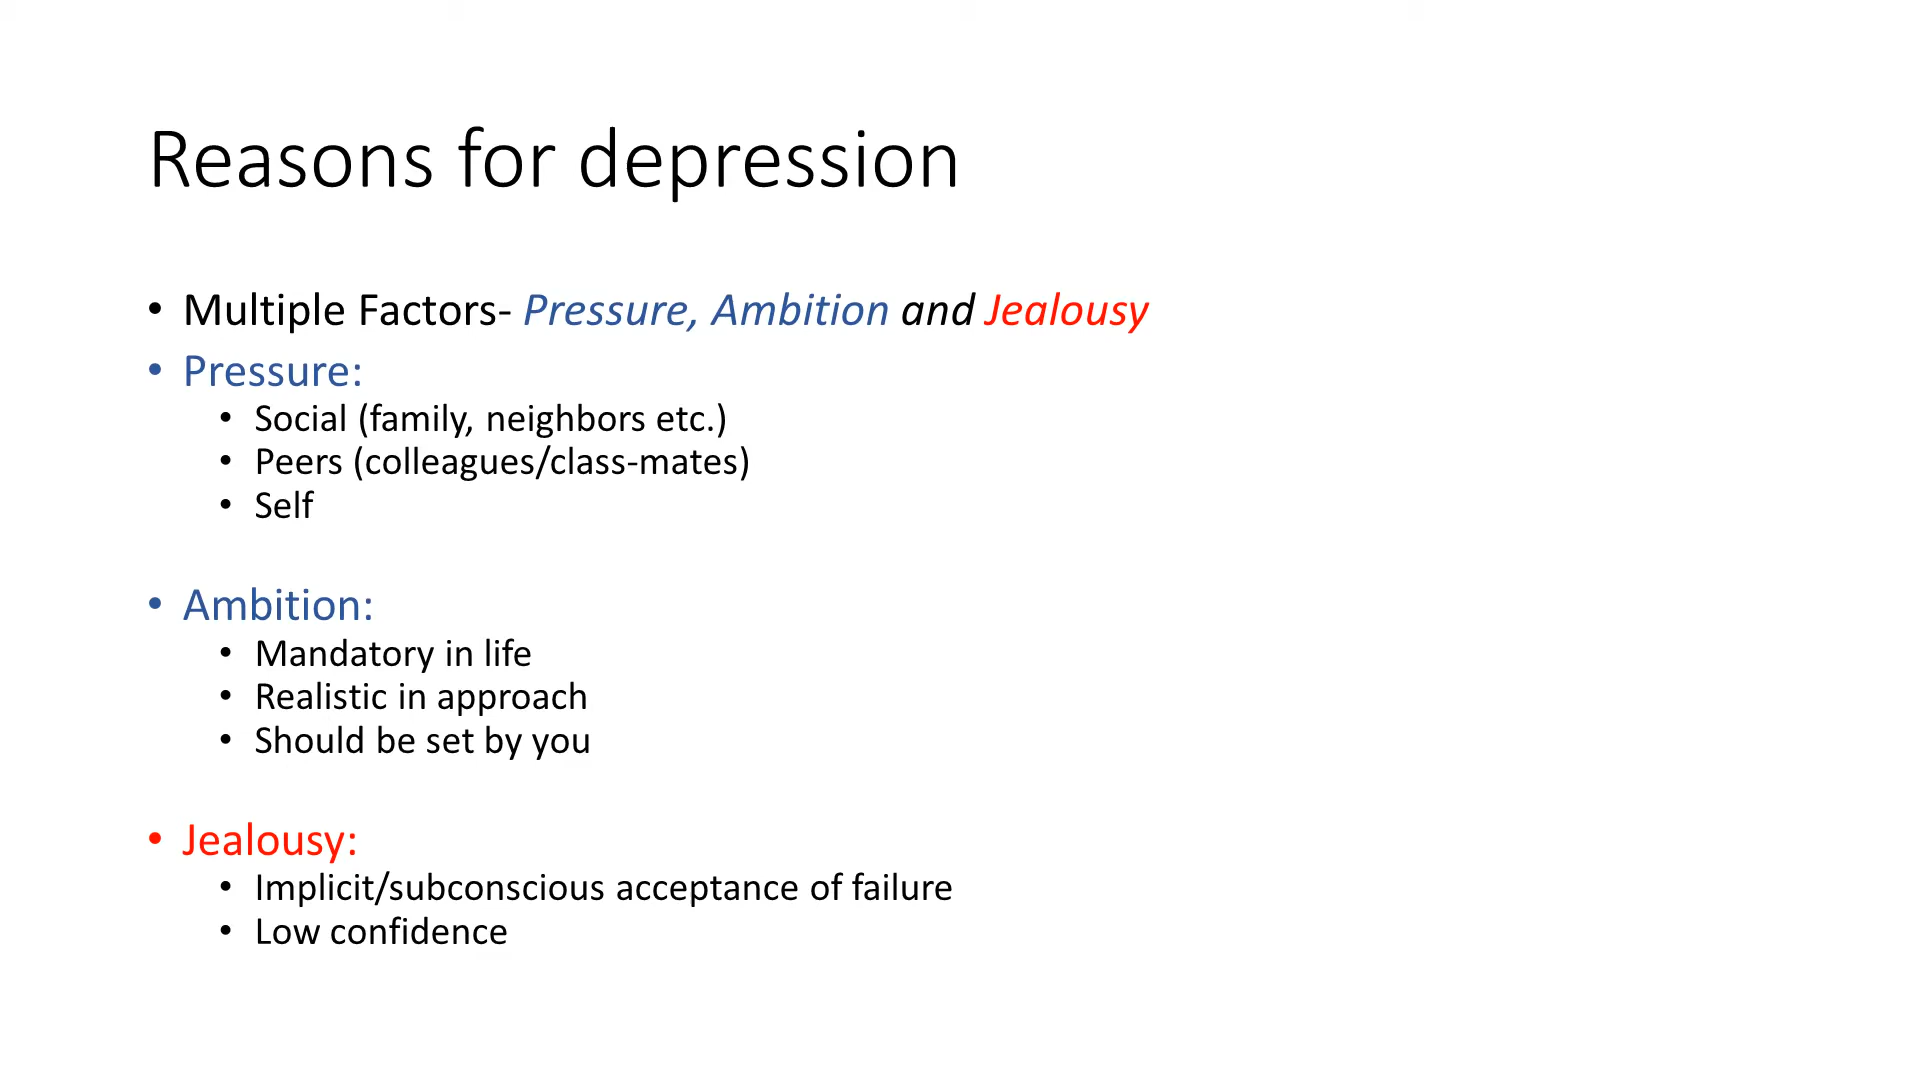 Reasons for depression
• Multiple Factors- Pressure, Ambition and Jealousy
• Pressure:
• Social (family, neighbors etc.)
• Peers (colleagues/class-mates)
• Self
• Ambition:
• Mandatory in life
• Realistic in approach
• Should be set by you
• Jealousy:
• Implicit/subconscious acceptance of failure
• Low confidence